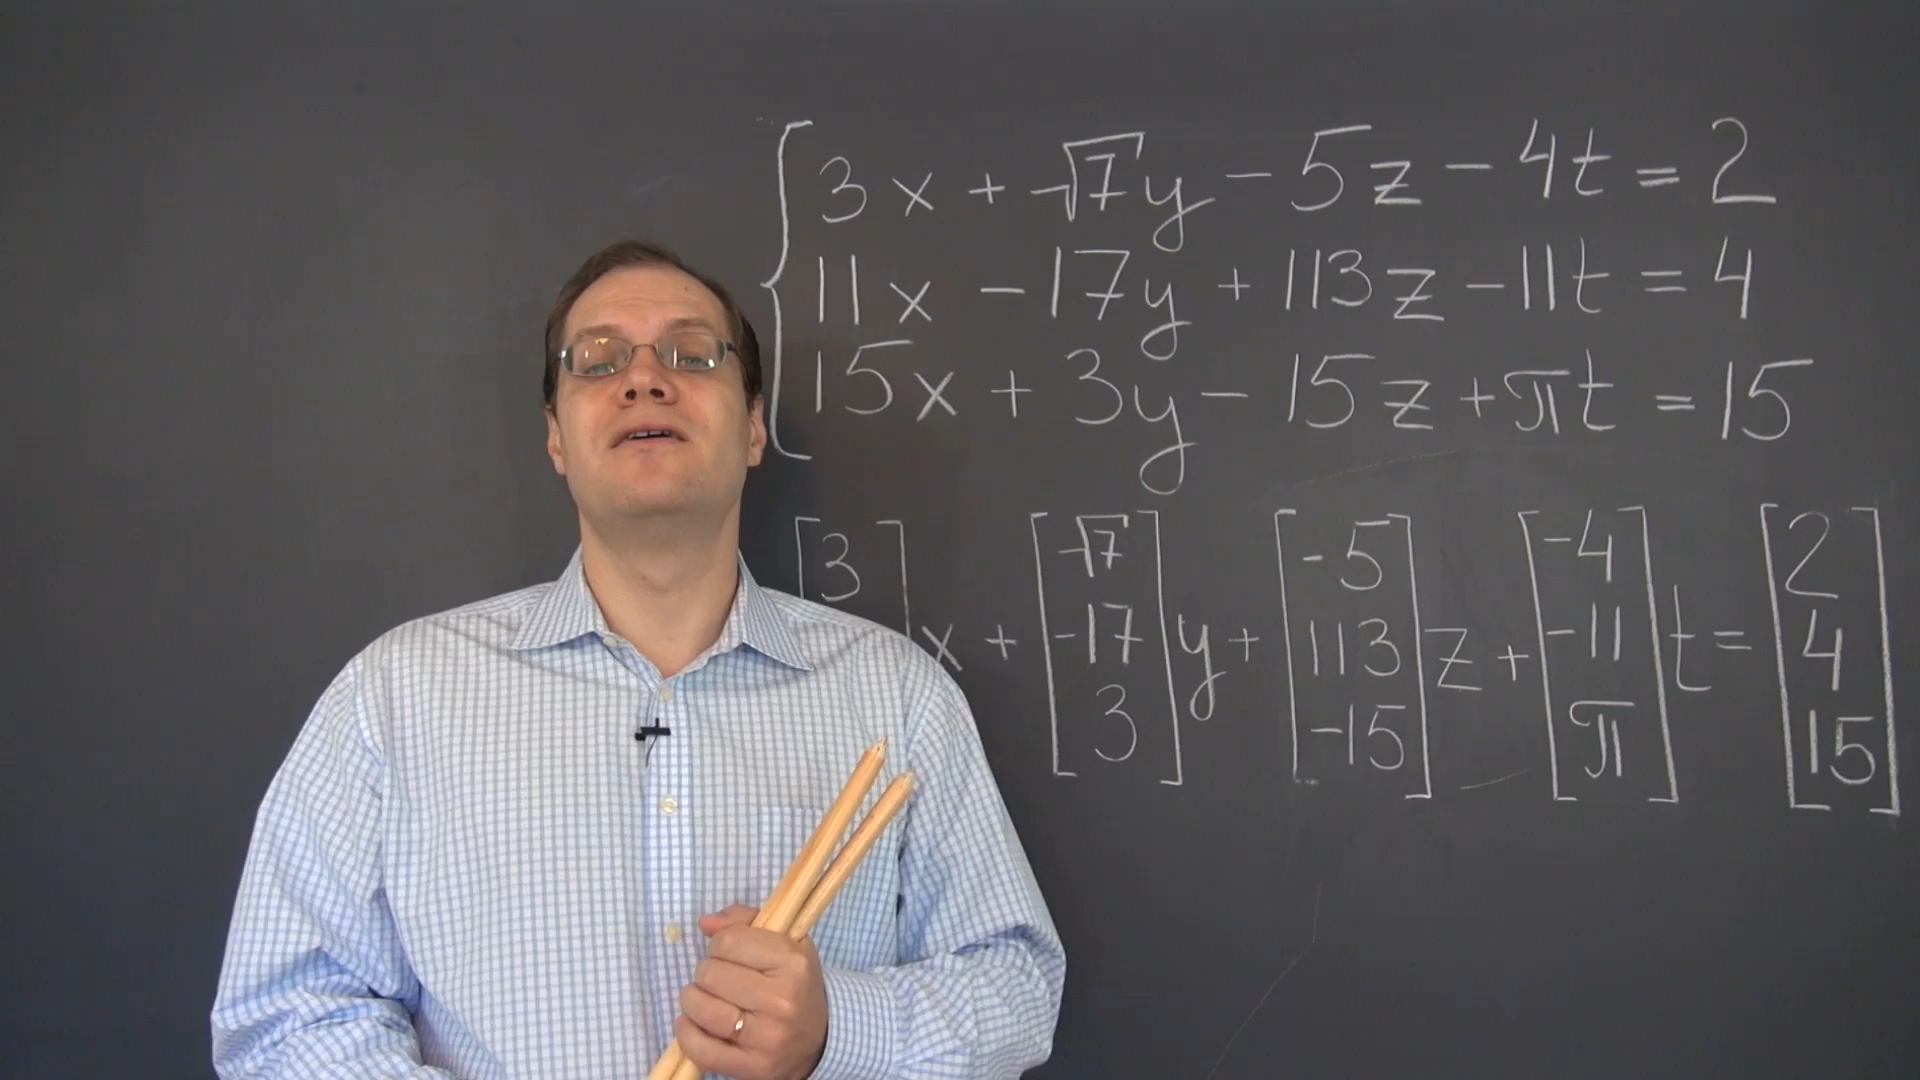 3x + √7y - 5z - 4t = 2
11x - 17y + 113z - 11t = 4
15x + 3y - 15z + πt = 15
[3] x + [√7 -17 3] y + [-5 113 -15] z + [-4 -11 π] t = [2 4 15]